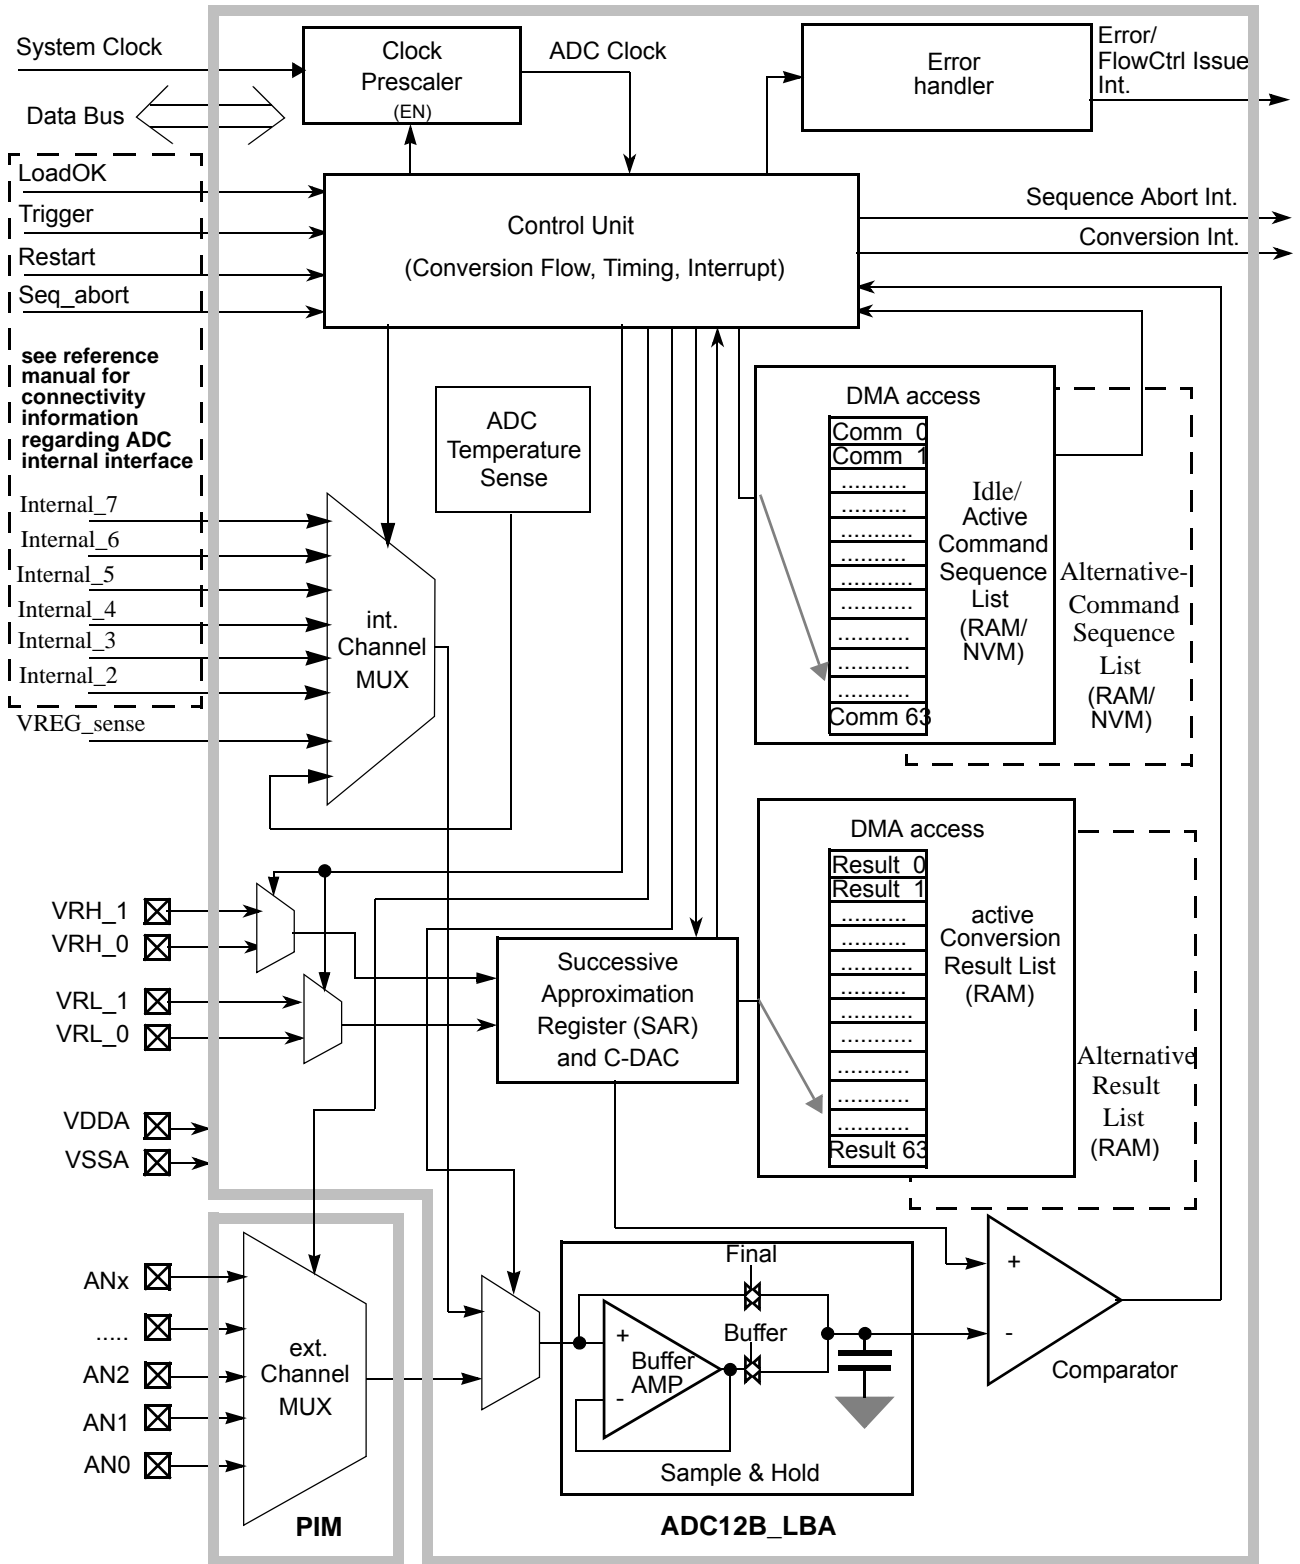 System Clock
Data Bus
Clock
Prescaler
(EN)
ADC Clock
Error
handler
Error/
FlowCtrl Issue
Int.
LoadOK
Trigger
Restart
Seq_abort
see reference
manual for
connectivity
information
regarding ADC
internal interface
Control Unit
(Conversion Flow, Timing, Interrupt)
Sequence Abort Int.
Conversion Int.
Internal_7
Internal_6
Internal_5
Internal_4
Internal_3
Internal_2
VREG_sense
ADC
Temperature
Sense
int.
Channel
MUX
DMA access
Comm 0
Comm 1
..........
..........
...........
...........
...........
...........
...........
...........
...........
Comm 63
Idle/
Active
Command
Sequence
List
(RAM/
NVM)
Alternative-
Command
Sequence
List
(RAM/
NVM)
DMA access
Result 0
Result 1
..........
..........
...........
...........
...........
...........
...........
...........
...........
Result 63
active
Conversion
Result List
(RAM)
Alternative
Result
List
(RAM)
VRH_1
VRH_0
VRL_1
VRL_0
VDDA
VSSA
Successive
Approximation
Register (SAR)
and C-DAC
ANx
.....
AN2
AN1
AN0
ext.
Channel
MUX
PIM
Final
Buffer
+
Buffer
AMP
-
Sample & Hold
+
-
Comparator
ADC12B_LBA